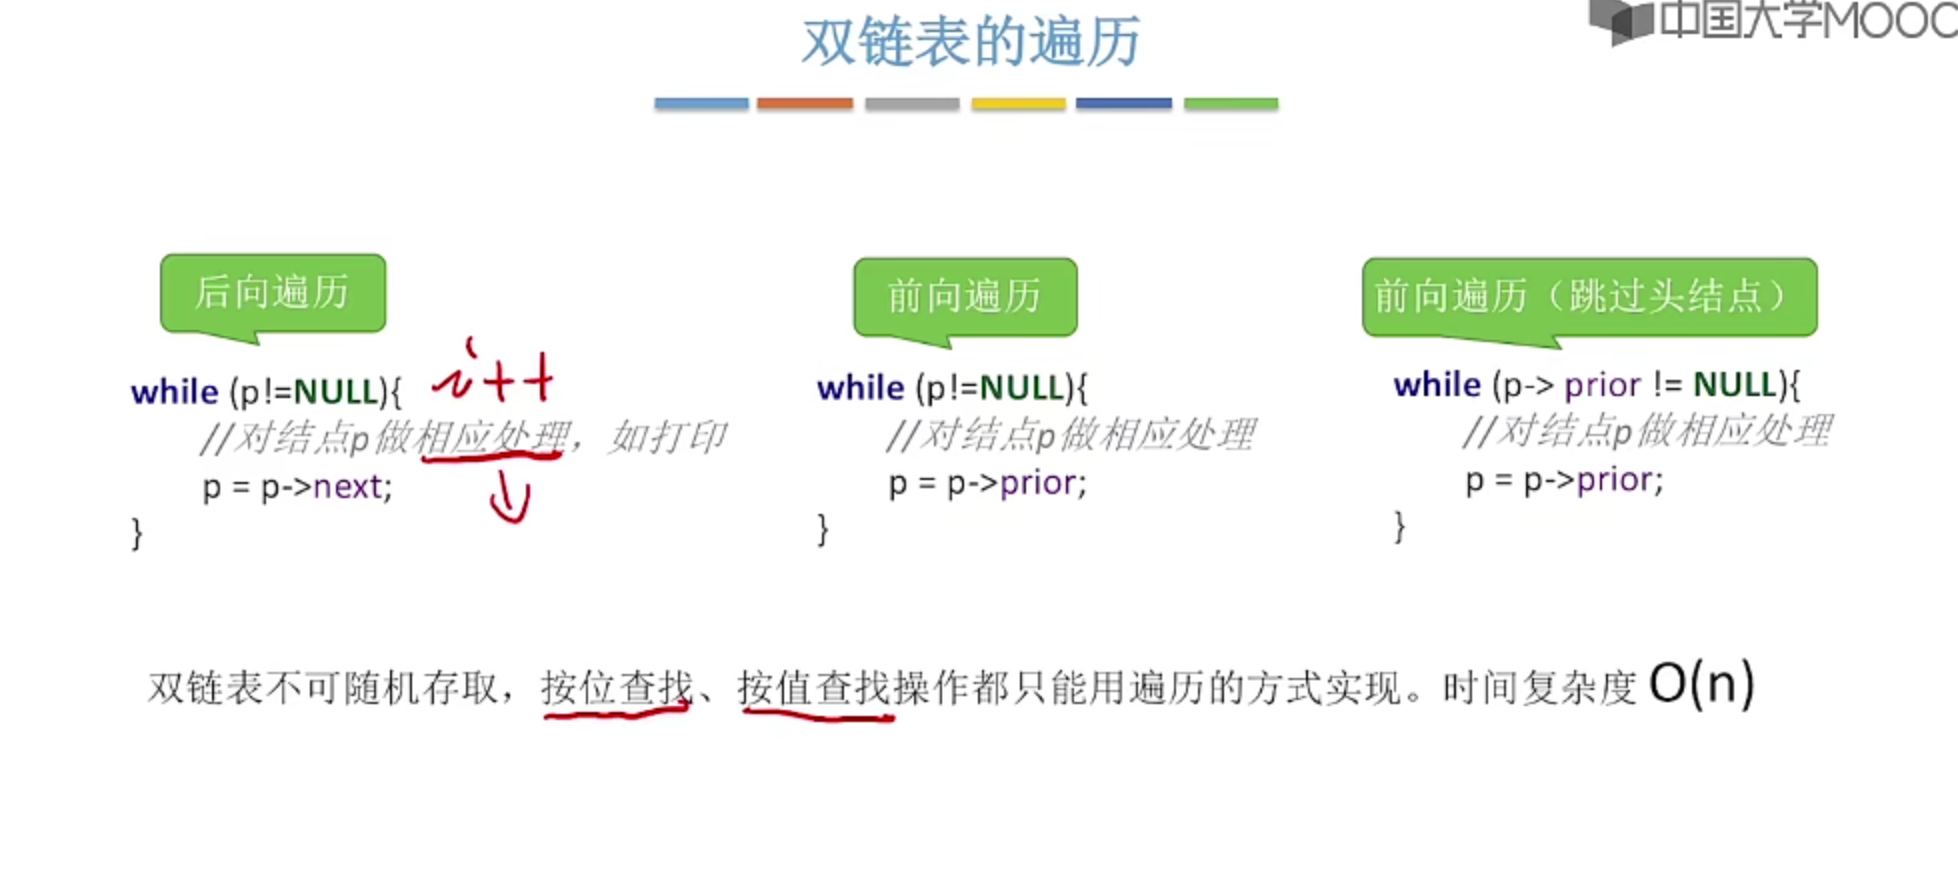 双链表的遍历
中国大学MOOC
后向遍历
while (p!=NULL){ i++
//对结点p做相应处理，如打印
p = p->next;
}
前向遍历
while (p!=NULL){
//对结点p做相应处理
p = p->prior;
}
前向遍历（跳过头结点）
while (p-> prior != NULL){
//对结点p做相应处理
p = p->prior;
}
双链表不可随机存取，按位查找、按值查找操作都只能用遍历的方式实现。时间复杂度 O(n)